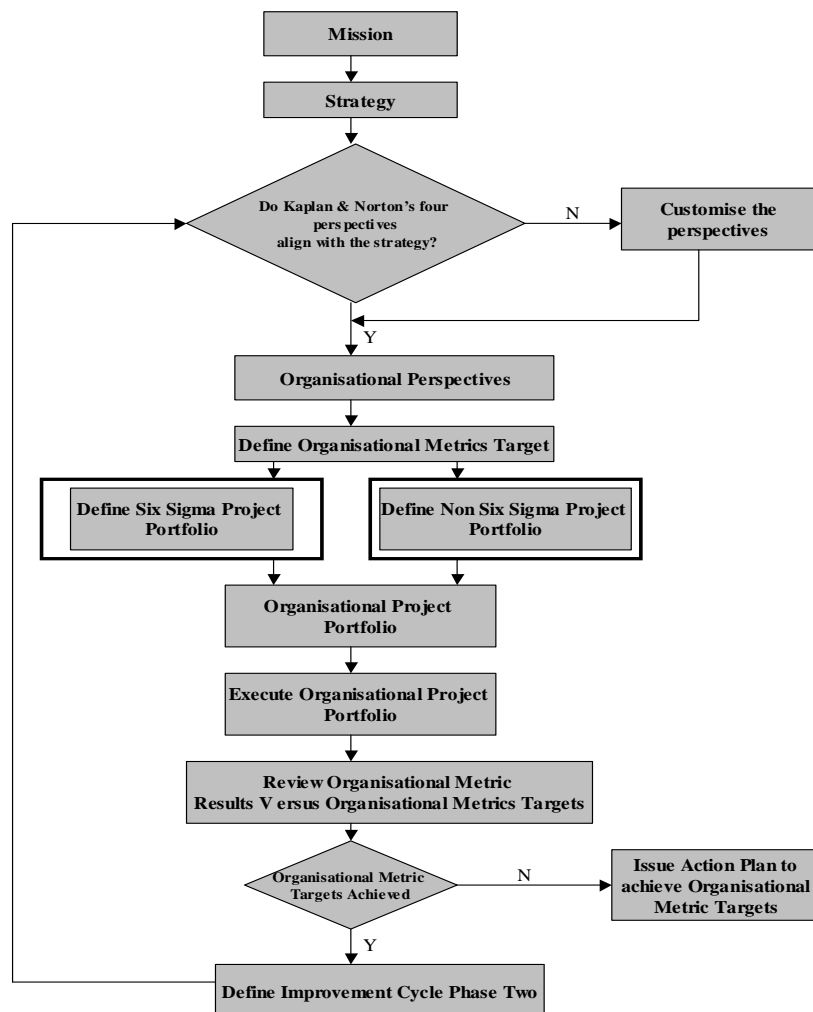 Mission
Strategy
Do Kaplan & Norton's four
perspectives
align with the strategy?
N
Customise the
perspectives
Y
Organisational Perspectives
Define Organisational Metrics Target
Define Six Sigma Project
Portfolio
Define Non Six Sigma Project
Portfolio
Organisational Project
Portfolio
Execute Organisational Project
Portfolio
Review Organisational Metric
Results V ersus Organisational Metrics Targets
Organisational Metric
Targets Achieved
N
Issue Action Plan to
achieve Organisational
Metric Targets
Y
Define Improvement Cycle Phase Two